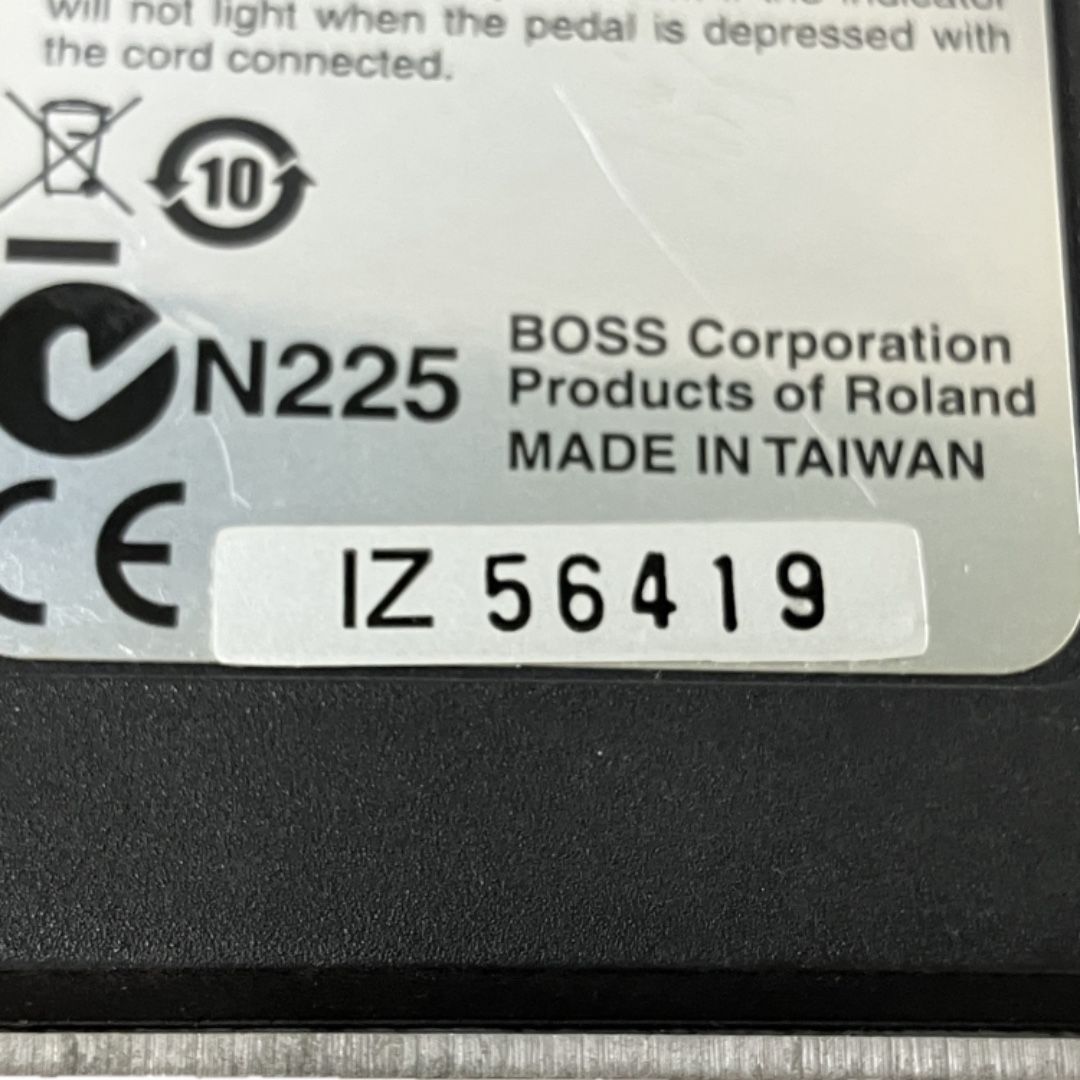 will not light when the pedal is depressed with
the cord connected.
10
N225
BOSS Corporation
Products of Roland
MADE IN TAIWAN
CE
IZ 56419